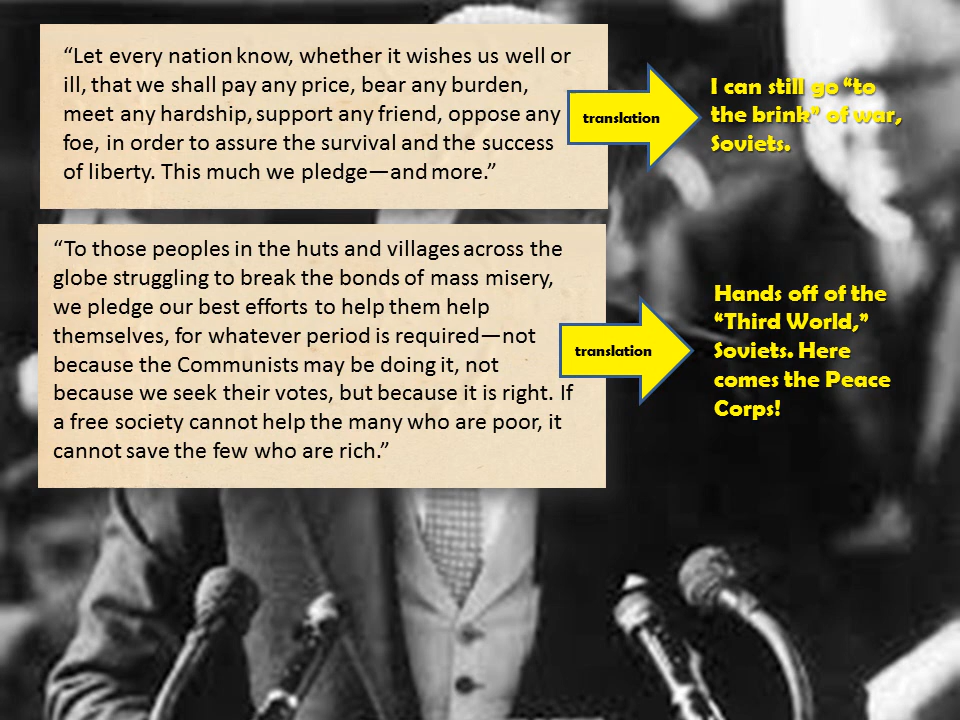 “Let every nation know, whether it wishes us well or
ill, that we shall pay any price, bear any burden,
meet any hardship, support any friend, oppose any
foe, in order to assure the survival and the success
of liberty. This much we pledge—and more.”
translation
I can still go “to
the brink” of war,
Soviets.
“To those peoples in the huts and villages across the
globe struggling to break the bonds of mass misery,
we pledge our best efforts to help them help
themselves, for whatever period is required—not
because the Communists may be doing it, not
because we seek their votes, but because it is right. If
a free society cannot help the many who are poor, it
cannot save the few who are rich.”
translation
Hands off of the
“Third World,”
Soviets. Here
comes the Peace
Corps!